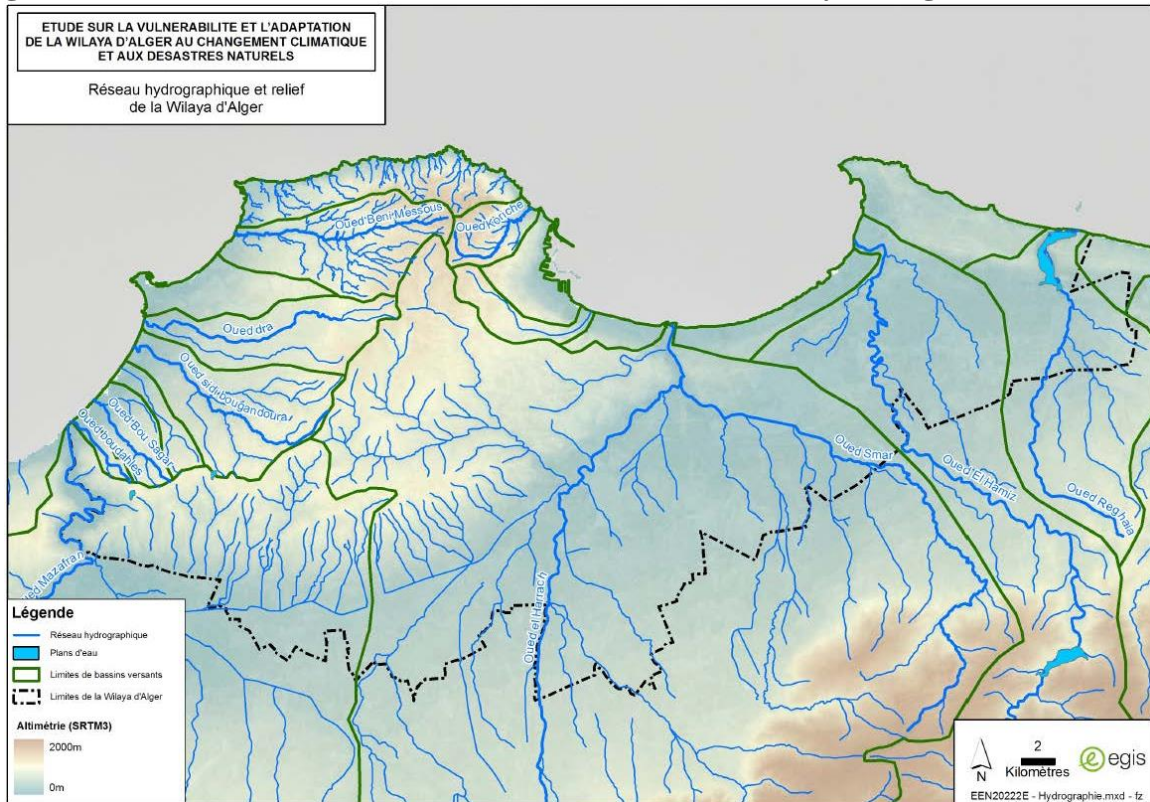 ETUDE SUR LA VULNERABILITE ET L'ADAPTATION
DE LA WILAYA D'ALGER AU CHANGEMENT CLIMATIQUE
ET AUX DESASTRES NATURELS
Réseau hydrographique et relief
de la Wilaya d'Alger
Oued Beni Messous
Oued Koriche
Oued dra
Oued sidi Bougandoura
Oued Bou Sagar
Oued boudahles
Oued Smar
Oued El Hamiz
Oued Reghaia
Mazafran
Oued el Harrach
Légende
Réseau hydrographique
Plans d'eau
Limites de bassins versants
Limites de la Wilaya d'Alger
Altimétrie (SRTM3)
2000m
0m
N
2
Kilomètres
egis
EEN20222E - Hydrographie.mxd - fz